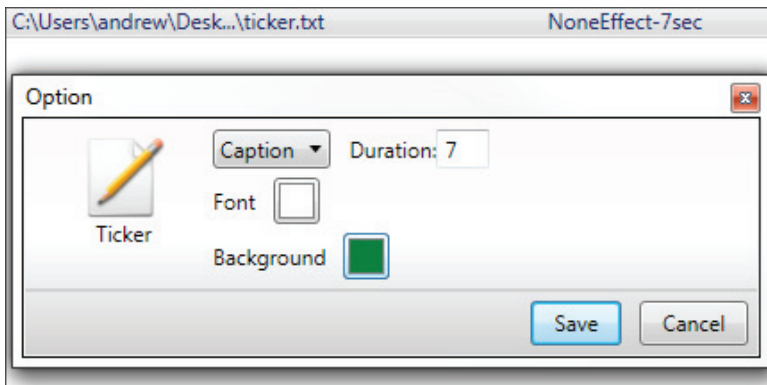 C:\Users\andrew\Desk...\ticker.txt NoneEffect-7sec
Option
Caption Duration: 7
Font
Ticker
Background
Save Cancel